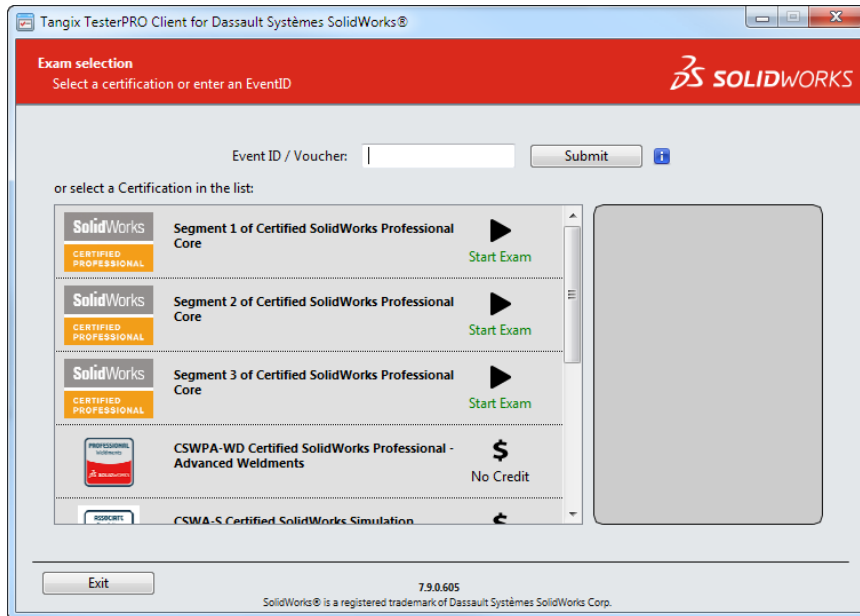 Tangix TesterPRO Client for Dassault Systèmes SolidWorks®
Exam selection
Select a certification or enter an EventID
SOLIDWORKS
Event ID / Voucher:
Submit
or select a Certification in the list:
SolidWorks
CERTIFIED
PROFESSIONAL
Segment 1 of Certified SolidWorks Professional
Core
Start Exam
SolidWorks
CERTIFIED
PROFESSIONAL
Segment 2 of Certified SolidWorks Professional
Core
Start Exam
SolidWorks
CERTIFIED
PROFESSIONAL
Segment 3 of Certified SolidWorks Professional
Core
Start Exam
PROFESSIONAL
Weldments
SOLIDWORKS
CSWPA-WD Certified SolidWorks Professional -
Advanced Weldments
$
No Credit
ASSOCIATE
CSWA-S Certified SolidWorks Simulation
$
Exit
7.9.0.605
SolidWorks® is a registered trademark of Dassault Systèmes SolidWorks Corp.